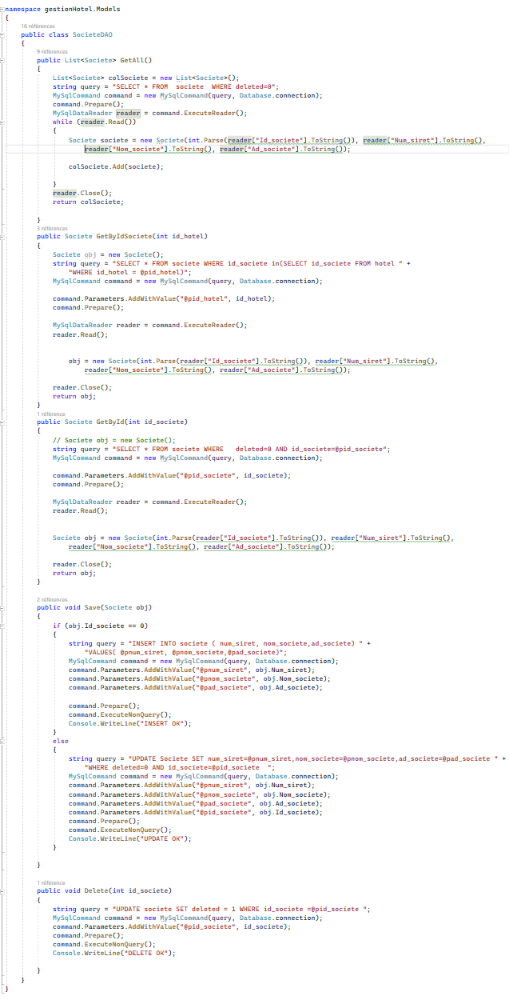 namespace gestionHotel.Models
{
16 références
public class SocieteDAO
{
9 références
public List<Societe> GetAll()
{
List<Societe> colSociete = new List<Societe>();
string query = "SELECT * FROM  societe  WHERE deleted=0";
MySqlCommand command = new MySqlCommand(query, Database.connection);
command.Prepare();
MySqlDataReader reader = command.ExecuteReader();
while (reader.Read())
{
Societe societe = new Societe(int.Parse(reader["Id_societe"].ToString()), reader["Num_siret"].ToString(),
reader["Nom_societe"].ToString(), reader["Ad_societe"].ToString());
colSociete.Add(societe);
}
reader.Close();
return colSociete;
}
3 références
public Societe GetByIdSociete(int id_hotel)
{
Societe obj = new Societe();
string query = "SELECT * FROM societe WHERE id_societe in(SELECT id_societe FROM hotel " +
"WHERE id_hotel = @pid_hotel)";
MySqlCommand command = new MySqlCommand(query, Database.connection);
command.Parameters.AddWithValue("@pid_hotel", id_hotel);
command.Prepare();
MySqlDataReader reader = command.ExecuteReader();
reader.Read();
obj = new Societe(int.Parse(reader["Id_societe"].ToString()), reader["Num_siret"].ToString(),
reader["Nom_societe"].ToString(), reader["Ad_societe"].ToString());
reader.Close();
return obj;
}
1 référence
public Societe GetById(int id_societe)
{
// Societe obj = new Societe();
string query = "SELECT * FROM societe WHERE   deleted=0 AND id_societe=@pid_societe";
MySqlCommand command = new MySqlCommand(query, Database.connection);
command.Parameters.AddWithValue("@pid_societe", id_societe);
command.Prepare();
MySqlDataReader reader = command.ExecuteReader();
reader.Read();
Societe obj = new Societe(int.Parse(reader["Id_societe"].ToString()), reader["Num_siret"].ToString(),
reader["Nom_societe"].ToString(), reader["Ad_societe"].ToString());
reader.Close();
return obj;
}
2 références
public void Save(Societe obj)
{
if (obj.Id_societe == 0)
{
string query = "INSERT INTO societe ( num_siret, nom_societe,ad_societe) " +
"VALUES( @pnum_siret, @pnom_societe,@pad_societe)";
MySqlCommand command = new MySqlCommand(query, Database.connection);
command.Parameters.AddWithValue("@pnum_siret", obj.Num_siret);
command.Parameters.AddWithValue("@pnom_societe", obj.Nom_societe);
command.Parameters.AddWithValue("@pad_societe", obj.Ad_societe);
command.Prepare();
command.ExecuteNonQuery();
Console.WriteLine("INSERT OK");
}
else
{
string query = "UPDATE Societe SET num_siret=@pnum_siret,nom_societe=@pnom_societe,ad_societe=@pad_societe " +
"WHERE deleted=0 AND id_societe=@pid_societe  ";
MySqlCommand command = new MySqlCommand(query, Database.connection);
command.Parameters.AddWithValue("@pnum_siret", obj.Num_siret);
command.Parameters.AddWithValue("@pnom_societe", obj.Nom_societe);
command.Parameters.AddWithValue("@pad_societe", obj.Ad_societe);
command.Parameters.AddWithValue("@pid_societe", obj.Id_societe);
command.Prepare();
command.ExecuteNonQuery();
Console.WriteLine("UPDATE OK");
}
}
1 référence
public void Delete(int id_societe)
{
string query = "UPDATE societe SET deleted = 1 WHERE id_societe =@pid_societe ";
MySqlCommand command = new MySqlCommand(query, Database.connection);
command.Parameters.AddWithValue("@pid_societe", id_societe);
command.Prepare();
command.ExecuteNonQuery();
Console.WriteLine("DELETE OK");
}
}
}